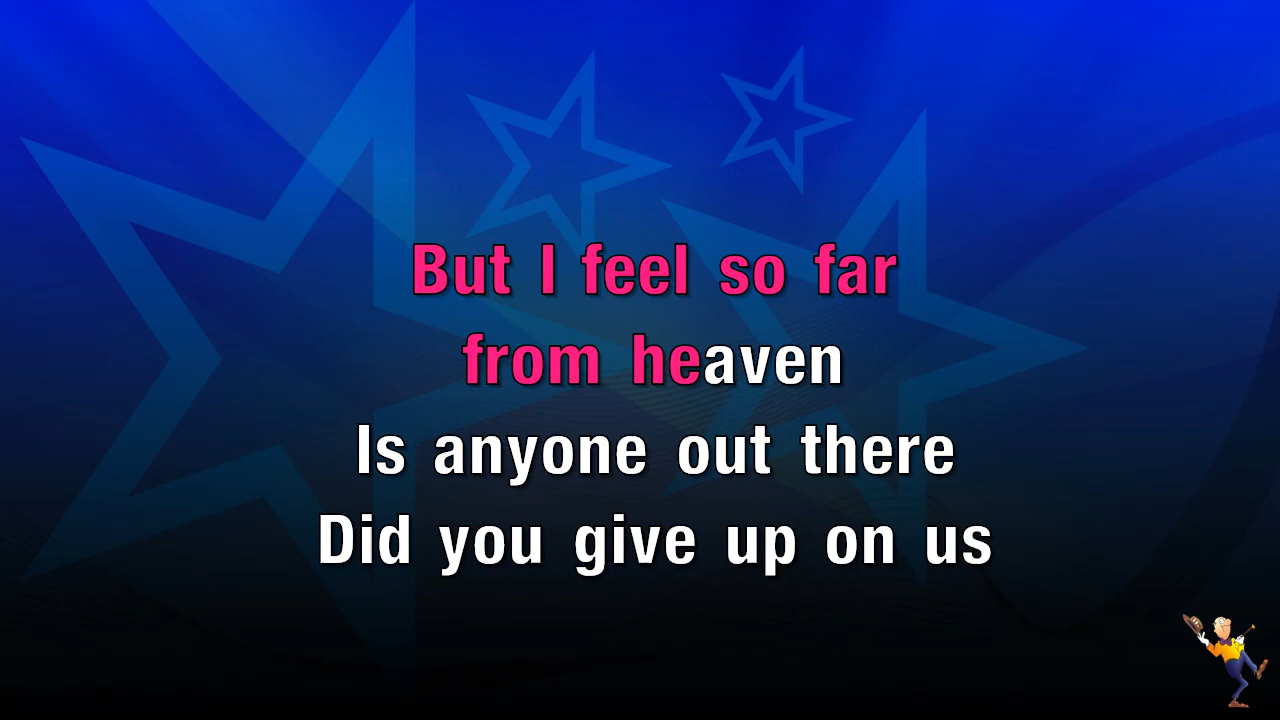 But I feel so far
from heaven
Is anyone out there
Did you give up on us